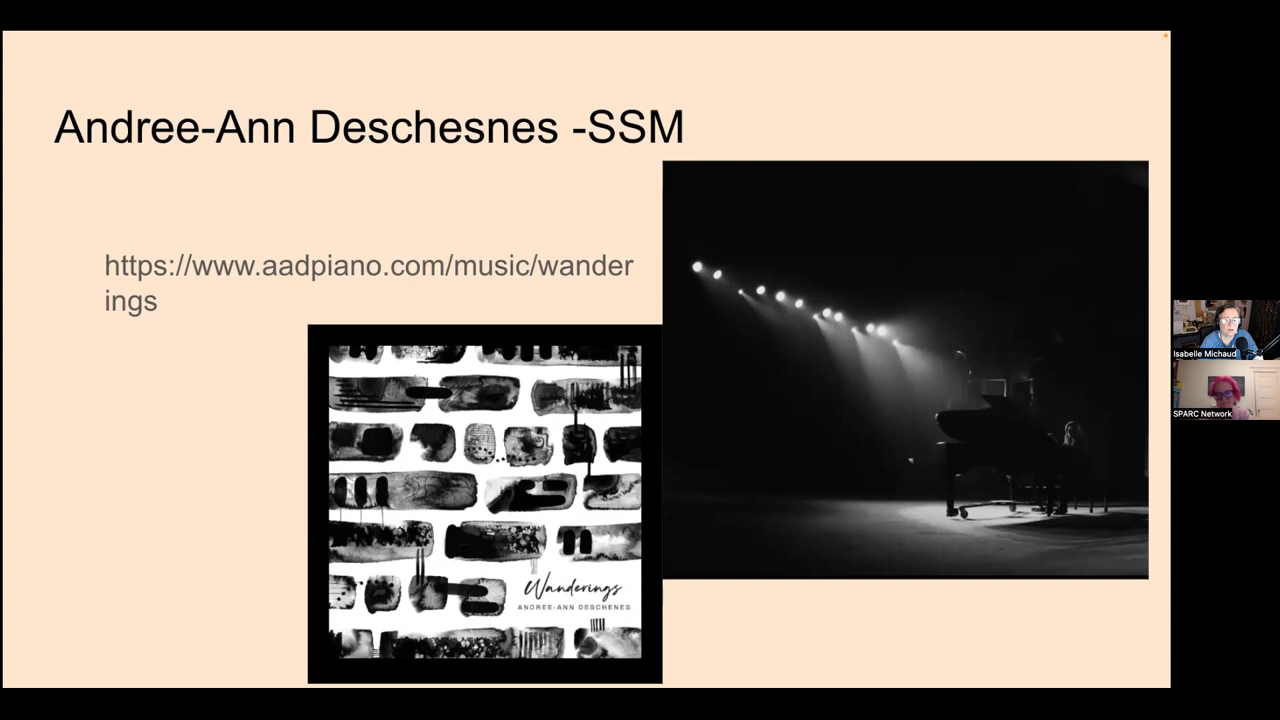 Andree-Ann Deschesnes -SSM
https://www.aadpiano.com/music/wander
ings
Wanderings
ANDREE-ANN DESCHENES
Isabelle Michaud
SPARC Network